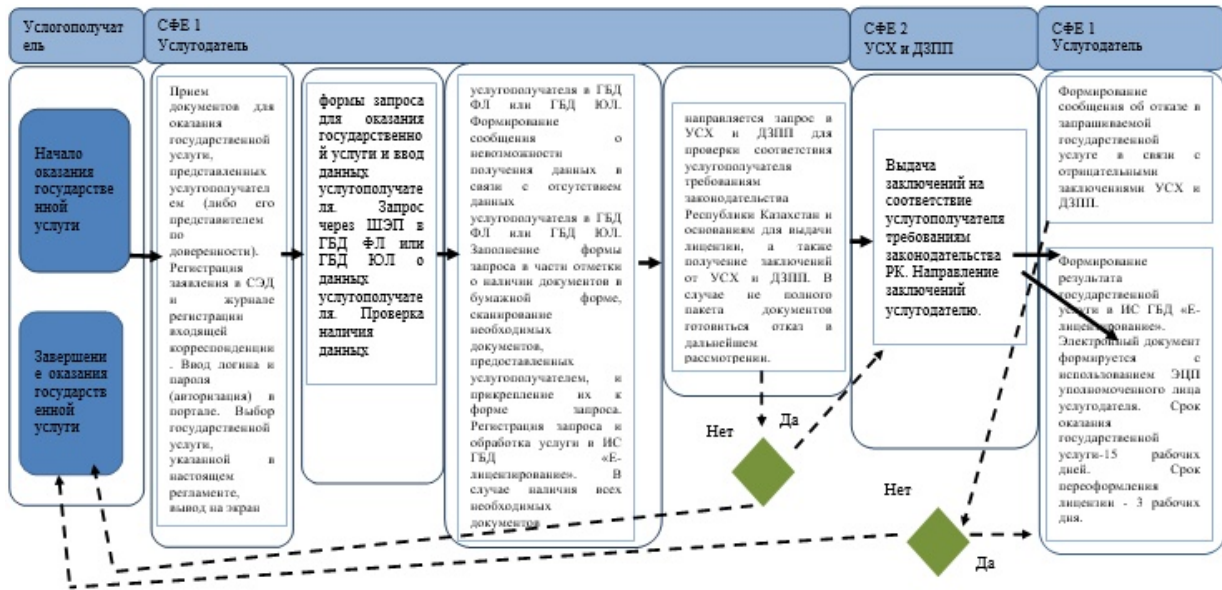 Услогополучат
ель
СФЕ 1
Услугодатель
СФЕ 2
УСХ и ДЗПП
СФЕ 1
Услугодатель
Начало
оказания
государстве
нной
услуги
Завершени
е оказания
государств
енной
услуги
Прием
документов для
оказания
государственной
услуги,
представленных
услугополучател
ем (либо его
представителем
по
доверенности).
Регистрация
заявления в СЭД
и журнале
регистрации
входящей
корреспонденции
. Ввод логина и
пароля
(авторизация) в
портале. Выбор
государственной
услуги,
указанной в
настоящем
регламенте,
вывод на экран
формы запроса
для оказания
государственно
й услуги и ввод
данных
услугополучате
ля. Запрос
через ШЭП в
ГБД ФЛ или
ГБД ЮЛ о
данных
услугополучате
ля. Проверка
наличия
данных
услугополучателя в ГБД
ФЛ или ГБД ЮЛ.
Формирование
сообщения о
невозможности
получения данных в
связи с отсутствием
данных
услугополучателя в ГБД
ФЛ или ГБД ЮЛ.
Заполнение формы
запроса в части отметки
о наличии документов в
бумажной форме,
сканирование
необходимых
документов,
предоставленных
услугополучателем, и
прикрепление их к
форме запроса.
Регистрация запроса и
обработка услуги в ИС
ГБД «Е-
лицензирование». В
случае наличия всех
необходимых
документов
направляется запрос в
УСХ и ДЗПП для
проверки соответствия
услугополучателя
требованиям
законодательства
Республики Казахстан и
основаниям для выдачи
лицензии, а также
получение заключений
от УСХ и ДЗПП. В
случае не полного
пакета документов
готовиться отказ в
дальнейшем
рассмотрении.
Нет
Да
Выдача
заключений на
соответствие
услугополучателя
требованиям
законодательства
РК. Направление
заключений
услугодателю.
Нет
Да
Формирование
сообщения об отказе в
запрашиваемой
государственной
услуге в связи с
отрицательными
заключениями УСХ и
ДЗПП.
Формирование
результата
государственной
услуги в ИС ГБД «Е-
лицензирование».
Электронный документ
формируется с
использованием ЭЦП
уполномоченного лица
услугодателя. Срок
оказания
государственной
услуги-15 рабочих
дней. Срок
переоформления
лицензии - 3 рабочих
дня.